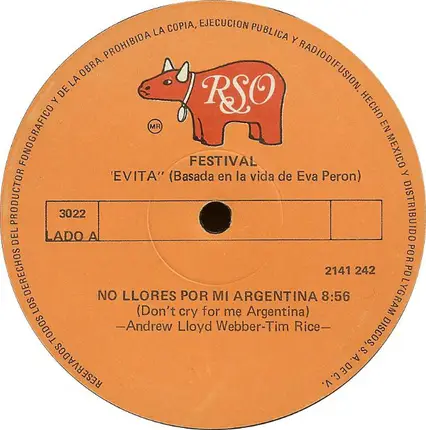 RESERVADOS TODOS LOS DERECHOS DEL PRODUCTOR FONOGRAFICO Y DE LA OBRA. PROHIBIDA LA COPIA, EJECUCION PUBLICA Y RADIODIFUSION. HECHO EN MEXICO Y DISTRIBUIDO POR POLYGRAM DISCOS, S.A. DE C. V.
RSO
MR
FESTIVAL
'EVITA" (Basada en la vida de Eva Peron)
3022
LADO A
2141 242
NO LLORES POR MI ARGENTINA 8:56
(Don't cry for me Argentina)
—Andrew Lloyd Webber-Tim Rice—